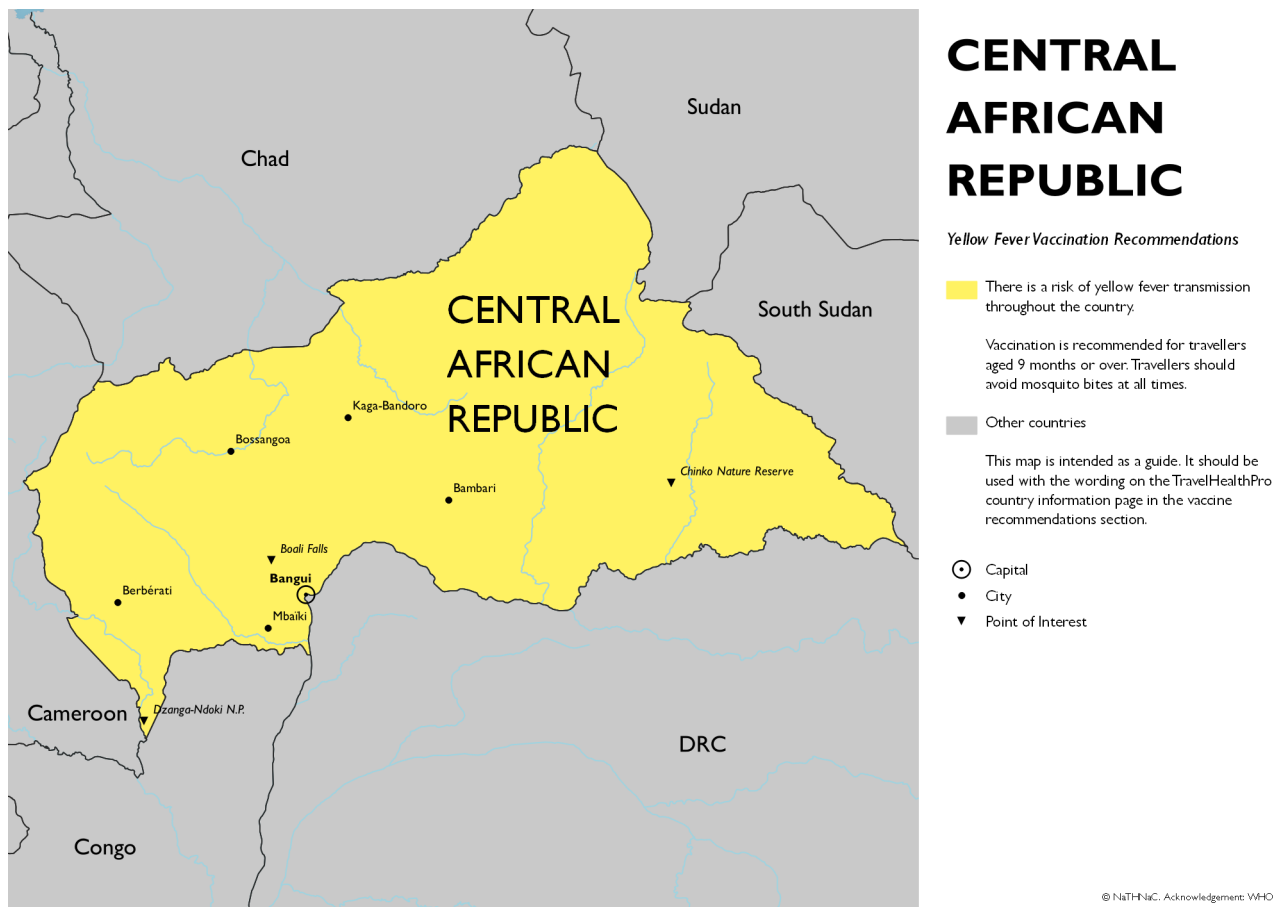 CENTRAL
AFRICAN
REPUBLIC
Yellow Fever Vaccination Recommendations
There is a risk of yellow fever transmission
throughout the country.
Vaccination is recommended for travellers
aged 9 months or over. Travellers should
avoid mosquito bites at all times.
Other countries
This map is intended as a guide. It should be
used with the wording on the TravelHealthPro
country information page in the vaccine
recommendations section.
Capital
City
Point of Interest
Sudan
Chad
CENTRAL
AFRICAN
REPUBLIC
South Sudan
Kaga-Bandoro
Bossangoa
Chinko Nature Reserve
Bambari
Boali Falls
Bangui
Berbérati
Mbaïki
Cameroon
Dzanga-Ndoki N.P.
DRC
Congo
© NaTHNaC. Acknowledgement: WHO